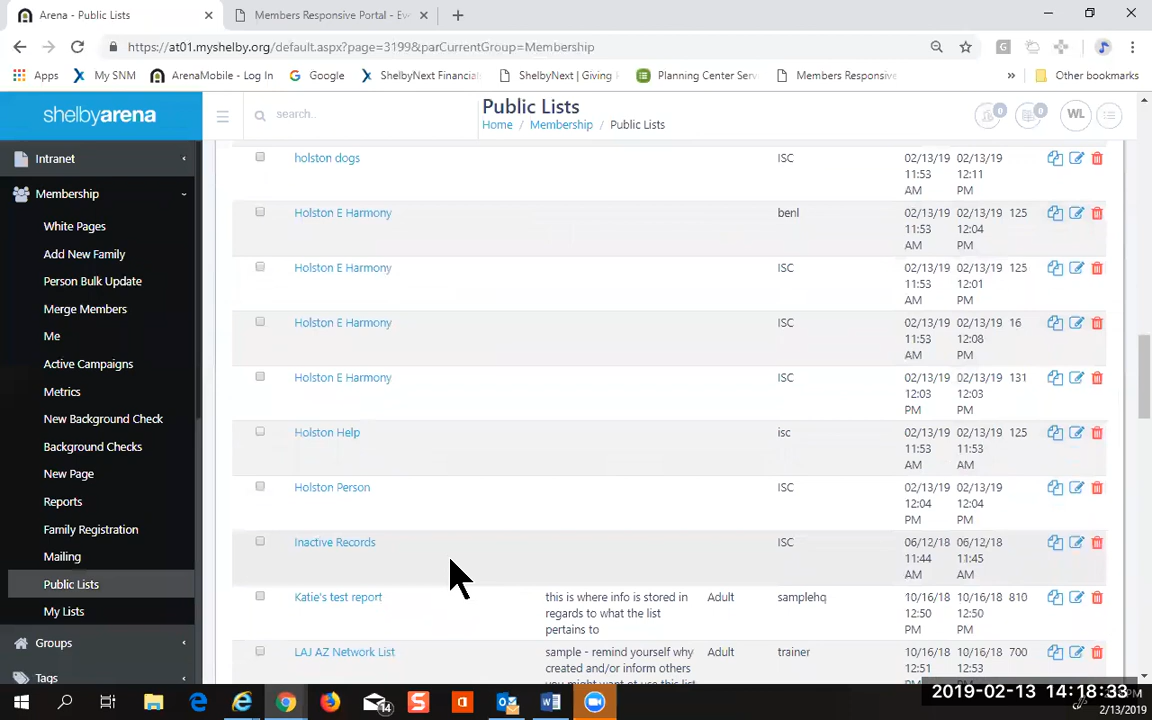 Arena - Public Lists
Members Responsive Portal - Eve
https://at01.myshelby.org/default.aspx?page=3199&parCurrentGroup=Membership
Apps My SNM ArenaMobile - Log In Google ShelbyNext Financial ShelbyNext | Giving Planning Center Serv Members Responsive » Other bookmarks
shelbyarena
search..
Public Lists
Home / Membership / Public Lists
0 0 WL
Intranet
Membership
White Pages
Add New Family
Person Bulk Update
Merge Members
Me
Active Campaigns
Metrics
New Background Check
Background Checks
New Page
Reports
Family Registration
Mailing
Public Lists
My Lists
Groups
Tags
holston dogs ISC 02/13/19 02/13/19
11:53 12:11
AM PM
Holston E Harmony benl 02/13/19 02/13/19 125
11:53 12:04
AM PM
Holston E Harmony ISC 02/13/19 02/13/19 125
11:53 12:01
AM PM
Holston E Harmony ISC 02/13/19 02/13/19 16
11:53 12:08
AM PM
Holston E Harmony ISC 02/13/19 02/13/19 131
12:03 12:03
PM PM
Holston Help isc 02/13/19 02/13/19 125
11:53 11:53
AM AM
Holston Person ISC 02/13/19 02/13/19
12:04 12:04
PM PM
Inactive Records ISC 06/12/18 06/12/18
11:44 11:45
AM AM
Katie's test report this is where info is stored in Adult samplehq 10/16/18 10/16/18 810
regards to what the list 12:50 12:50
pertains to PM PM
LAJ AZ Network List sample - remind yourself why Adult trainer 10/16/18 10/16/18 700
created and/or inform others 12:51 12:53
you might want ot use this list PM PM
14
2019-02-13 14:18:33
2/13/2019